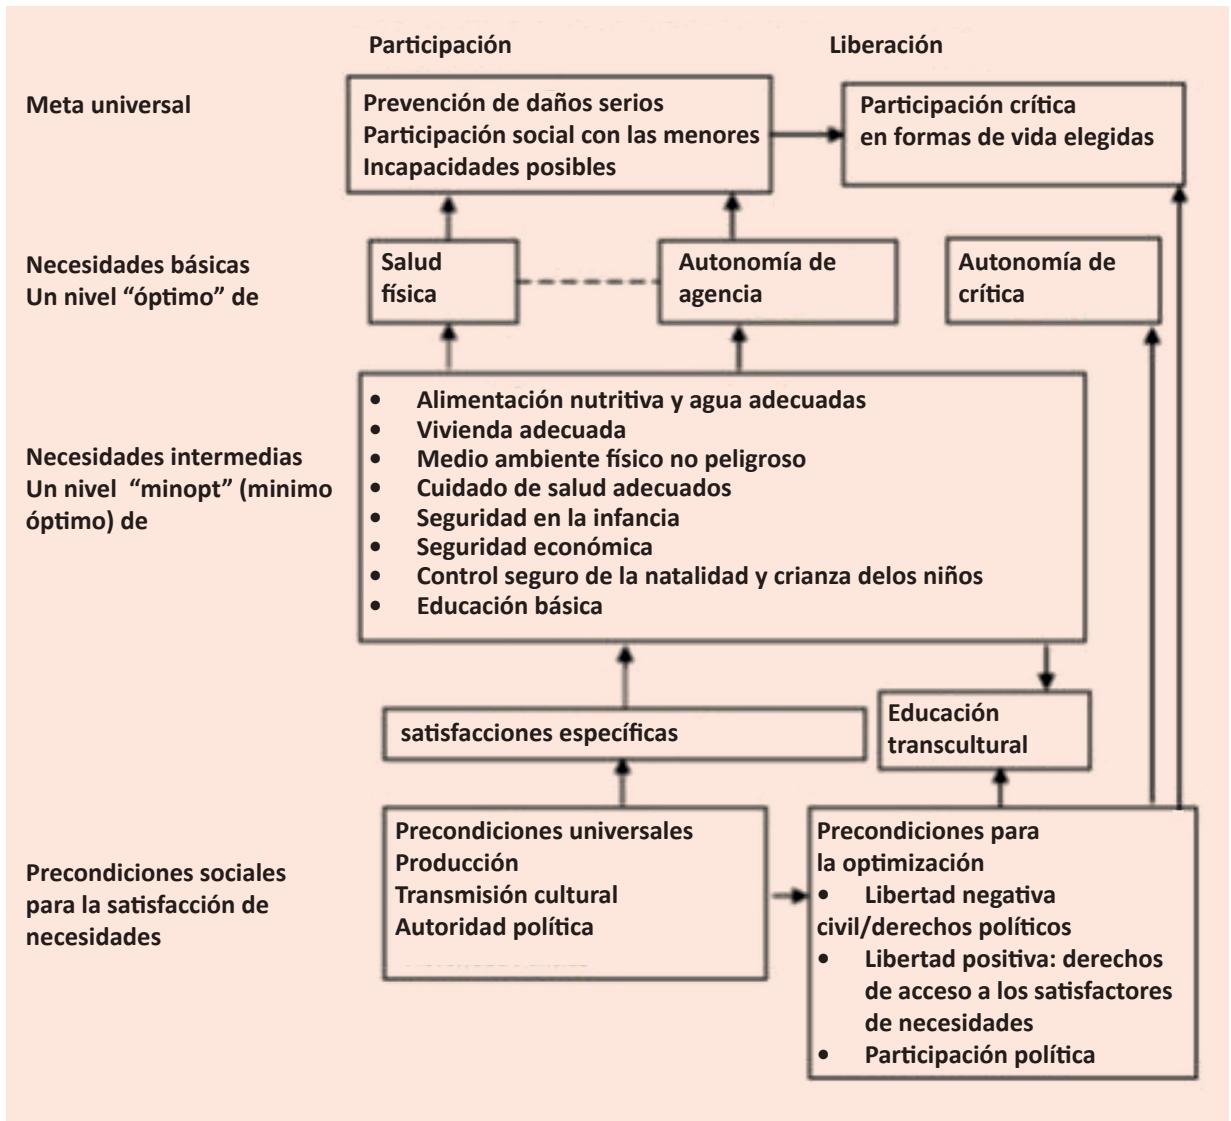 Participación
Liberación
Meta universal
Prevención de daños serios
Participación social con las menores
Incapacidades posibles
Participación crítica
en formas de vida elegidas
Necesidades básicas
Un nivel “óptimo” de
Salud
física
Autonomía de
agencia
Autonomía de
crítica
Necesidades intermedias
Un nivel “minopt” (minimo
óptimo) de
• Alimentación nutritiva y agua adecuadas
• Vivienda adecuada
• Medio ambiente físico no peligroso
• Cuidado de salud adecuados
• Seguridad en la infancia
• Seguridad económica
• Control seguro de la natalidad y crianza delos niños
• Educación básica
satisfacciones específicas
Educación
transcultural
Precondiciones sociales
para la satisfacción de
necesidades
Precondiciones universales
Producción
Transmisión cultural
Autoridad política
Precondiciones para
la optimización
• Libertad negativa
civil/derechos políticos
• Libertad positiva: derechos
de acceso a los satisfactores
de necesidades
• Participación política